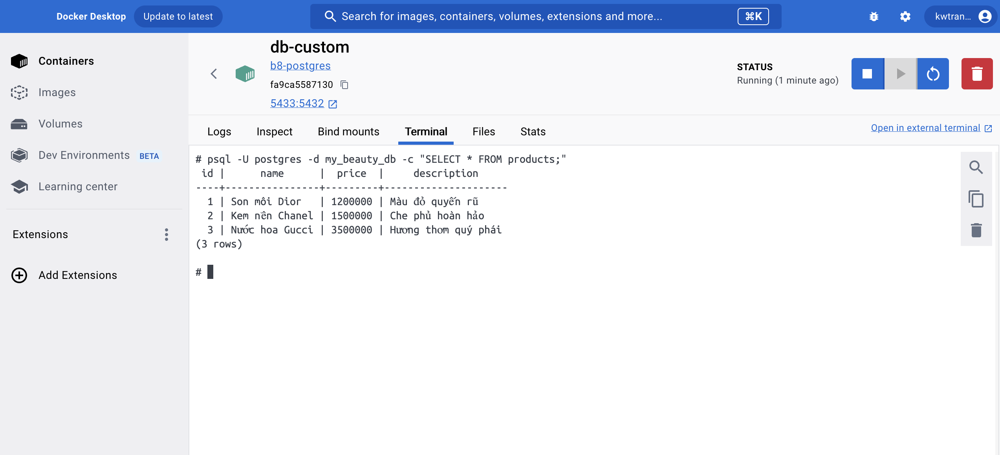 Docker Desktop
Update to latest
Search for images, containers, volumes, extensions and more...
⌘K
kwtran...
Containers
Images
Volumes
Dev Environments BETA
Learning center
Extensions
Add Extensions
db-custom
b8-postgres
fa9ca5587130
5433:5432
STATUS
Running (1 minute ago)
Logs Inspect Bind mounts Terminal Files Stats
Open in external terminal
# psql -U postgres -d my_beauty_db -c "SELECT * FROM products;"
 id |      name      |  price  |     description
----+----------------+---------+---------------------
  1 | Son môi Dior   | 1200000 | Màu đỏ quyến rũ
  2 | Kem nền Chanel | 1500000 | Che phủ hoàn hảo
  3 | Nước hoa Gucci | 3500000 | Hương thơm quý phái
(3 rows)
#